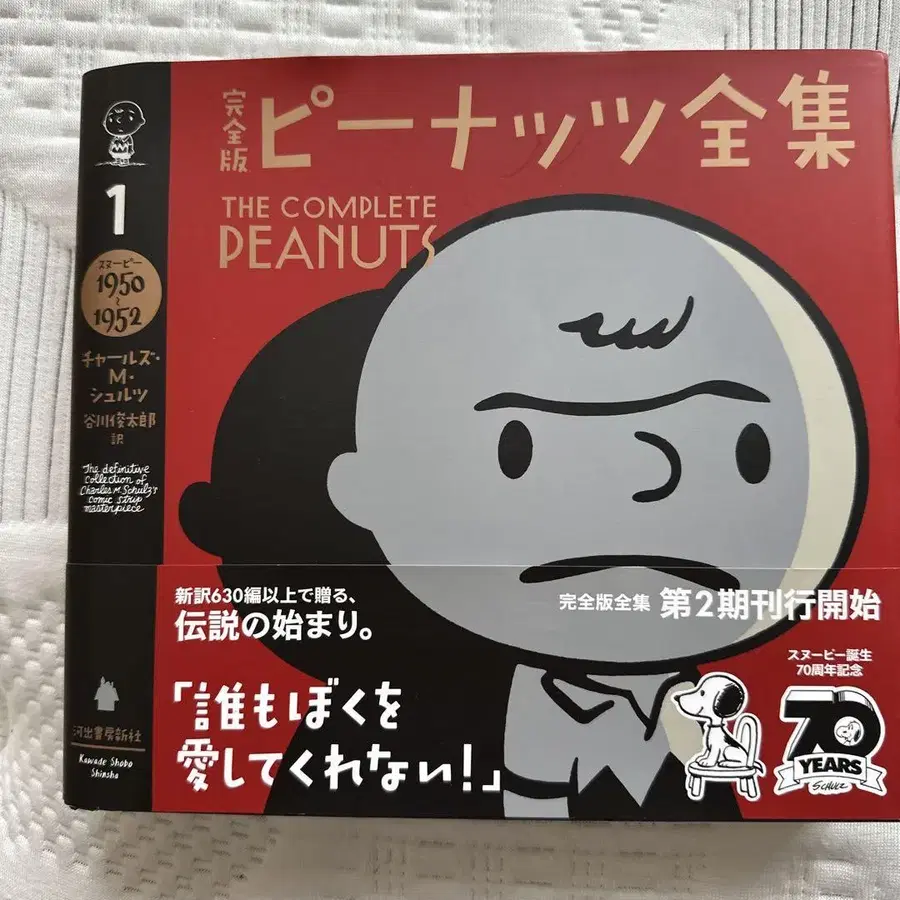 1
スヌーピー
1950
~
1952
チャールズ・
M・
シュルツ
谷川俊太郎
訳
The definitive
collection of
Charles M. Schulz's
comic strip
masterpiece
河出書房新社
Kawade Shobo
Shinsha
完全版
ピーナッツ全集
THE COMPLETE
PEANUTS
新訳630編以上で贈る、
伝説の始まり。
「誰もぼくを
愛してくれない!」
完全版全集 第2期刊行開始
スヌーピー誕生
70周年記念
70
YEARS
SCHULZ